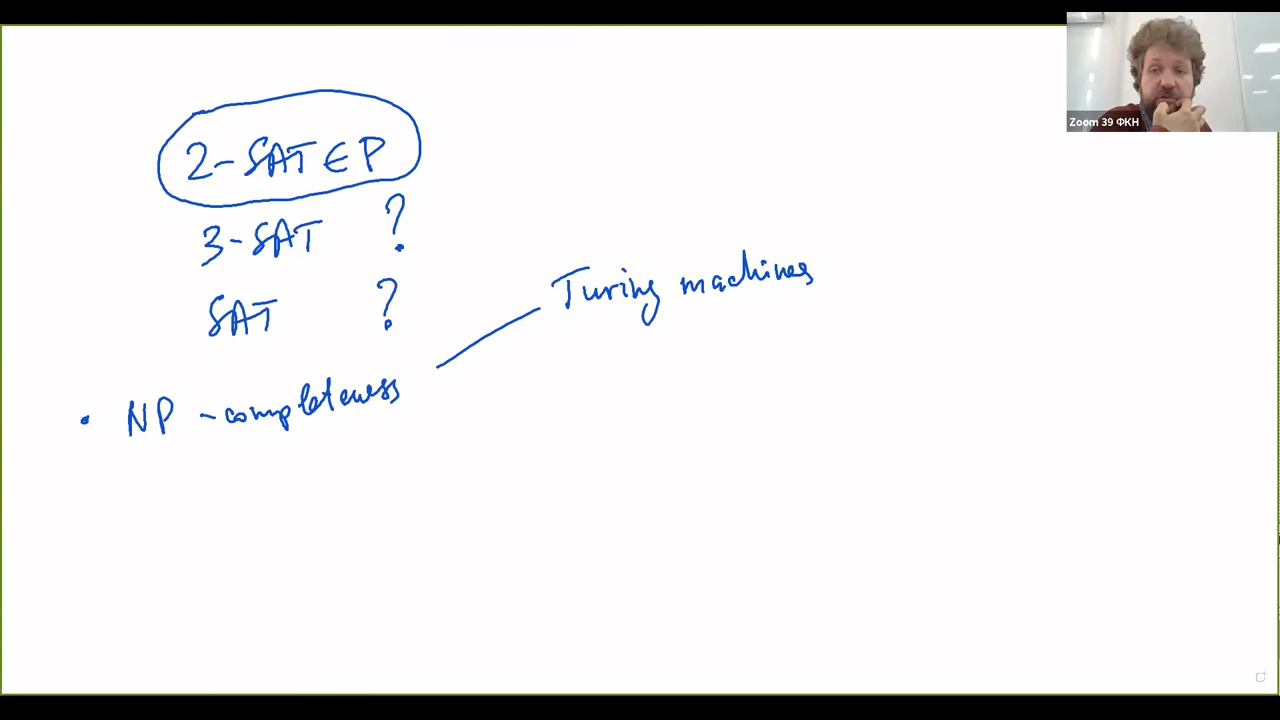 2-SAT ∈ P
3-SAT ?
SAT ?
Turing machines
• NP-completeness
Zoom 39 ФКН